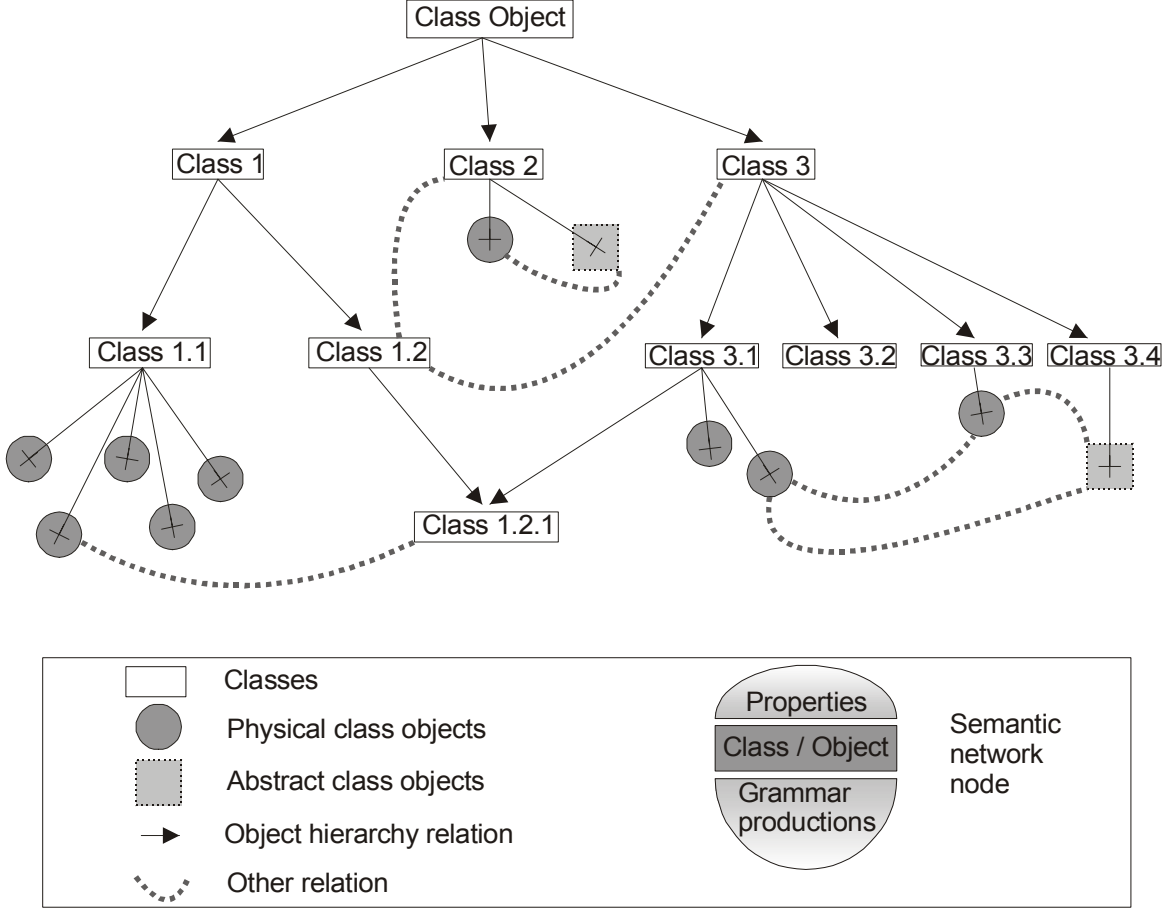 Class Object
Class 1
Class 2
Class 3
Class 1.1
Class 1.2
Class 3.1
Class 3.2
Class 3.3
Class 3.4
Class 1.2.1
Classes
Physical class objects
Abstract class objects
Object hierarchy relation
Other relation
Properties
Class / Object
Grammar
productions
Semantic
network
node